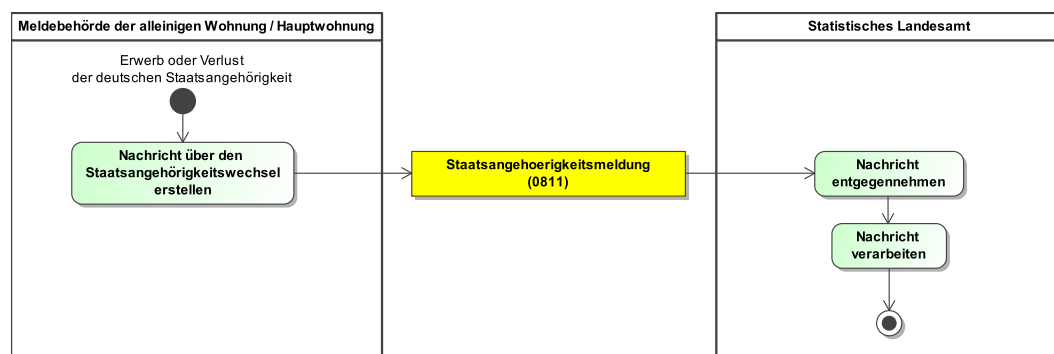 Meldebehörde der alleinigen Wohnung / Hauptwohnung
Erwerb oder Verlust
der deutschen Staatsangehörigkeit
Nachricht über den
Staatsangehörigkeitswechsel
erstellen
Staatsangehoerigkeitsmeldung
(0811)
Statistisches Landesamt
Nachricht
entgegennehmen
Nachricht
verarbeiten